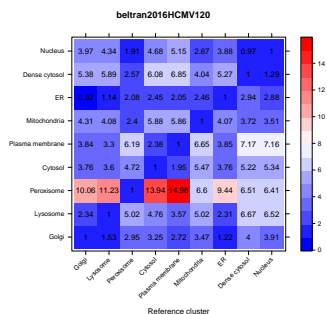 beltran2016HCMV120
Nucleus 3.97 4.34 1.91 4.68 5.15 2.87 3.88 0.97 1
Dense cytosol 5.38 5.89 2.57 6.08 6.85 4.04 5.27 1 1.29
ER 0.92 1.14 2.08 2.45 2.05 2.46 1 2.94 2.88
Mitochondria 4.31 4.08 2.4 5.88 5.86 1 4.07 3.72 3.51
Plasma membrane 3.84 3.3 6.19 2.38 1 6.65 3.85 7.17 7.16
Cytosol 3.76 3.6 4.72 1 1.95 5.47 3.76 5.22 5.34
Peroxisome 10.06 11.23 1 13.94 14.96 6.6 9.44 6.51 6.41
Lysosome 2.34 1 5.02 4.76 3.57 5.02 2.31 6.67 6.52
Golgi 1 1.53 2.95 3.25 2.72 3.47 1.22 4 3.91
Golgi Lysosome Peroxisome Cytosol Plasma membrane Mitochondria ER Dense cytosol Nucleus
Reference cluster
14
12
10
8
6
4
2
0